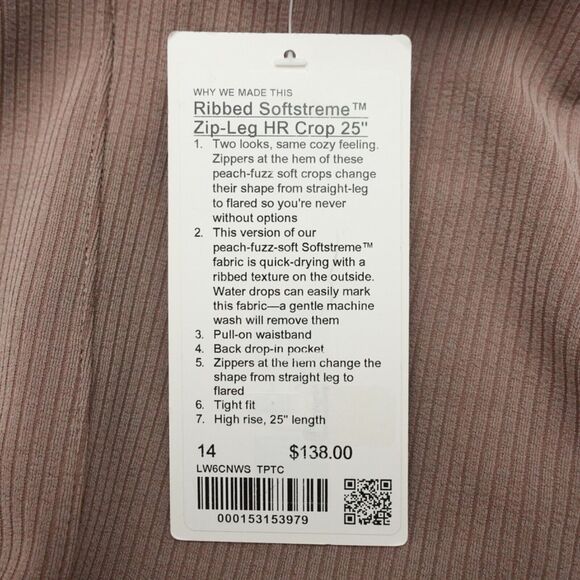 WHY WE MADE THIS
Ribbed Softstreme™
Zip-Leg HR Crop 25"
1. Two looks, same cozy feeling.
Zippers at the hem of these
peach-fuzz soft crops change
their shape from straight-leg
to flared so you're never
without options
2. This version of our
peach-fuzz-soft Softstreme™
fabric is quick-drying with a
ribbed texture on the outside.
Water drops can easily mark
this fabric—a gentle machine
wash will remove them
3. Pull-on waistband
4. Back drop-in pocket
5. Zippers at the hem change the
shape from straight leg to
flared
6. Tight fit
7. High rise, 25" length
14 $138.00
LW6CNWS TPTC
000153153979